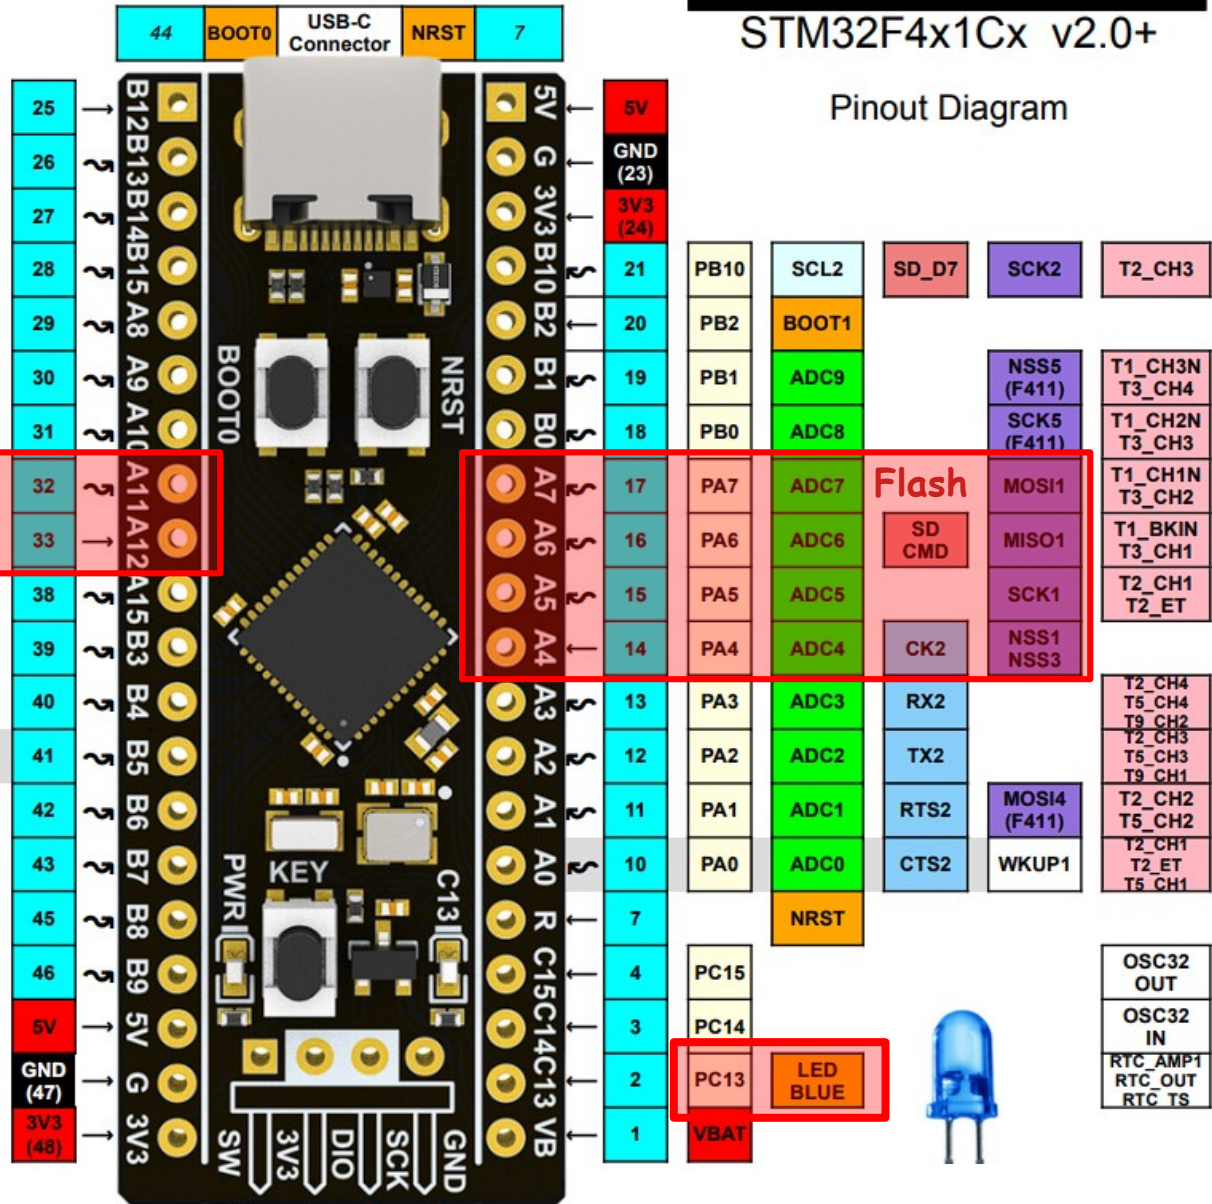 STM32F4x1Cx v2.0+
Pinout Diagram
44 BOOT0 USB-C NRST 7
Connector
25 B12 5V 5V
26 B13 G GND
(23)
27 B14 3V3 3V3
(24)
28 B15 B10 21 PB10 SCL2 SD_D7 SCK2 T2_CH3
29 A8 B2 20 PB2 BOOT1
BOOT0 NRST
30 A9 B1 19 PB1 ADC9 NSS5 T1_CH3N
(F411) T3_CH4
31 A10 B0 18 PB0 ADC8 SCK5 T1_CH2N
(F411) T3_CH3
32 A11 A7 17 PA7 ADC7 Flash MOSI1 T1_CH1N
T3_CH2
33 A12 A6 16 PA6 ADC6 SD MISO1 T1_BKIN
CMD T3_CH1
38 A15 A5 15 PA5 ADC5 SCK1 T2_CH1
T2_ET
39 B3 A4 14 PA4 ADC4 CK2 NSS1
NSS3
40 B4 A3 13 PA3 ADC3 RX2 T2_CH4
T5_CH4
T9_CH2
41 B5 A2 12 PA2 ADC2 TX2 T2_CH3
T5_CH3
T9_CH1
42 B6 A1 11 PA1 ADC1 RTS2 MOSI4 T2_CH2
(F411) T5_CH2
43 B7 A0 10 PA0 ADC0 CTS2 WKUP1 T2_CH1
T2_ET
T5_CH1
PWR KEY C13
45 B8 R 7 NRST
46 B9 C15 4 PC15 OSC32
OUT
5V 5V C14 3 PC14 OSC32
IN
GND G C13 2 PC13 LED RTC_AMP1
(47) BLUE RTC_OUT
RTC_TS
3V3 3V3 VB 1 VBAT
(48)
SW 3V3 DIO SCK GND